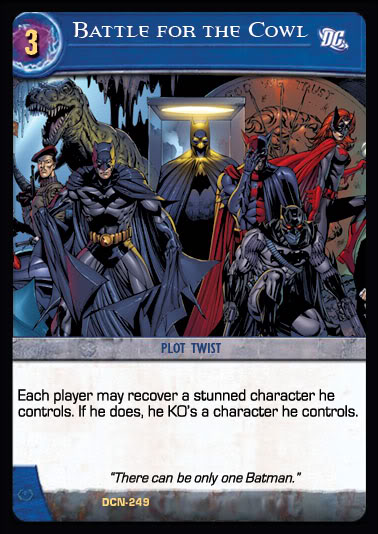 3
BATTLE FOR THE COWL
DC
PLOT TWIST
Each player may recover a stunned character he
controls. If he does, he KO's a character he controls.
"There can be only one Batman."
DCN-249